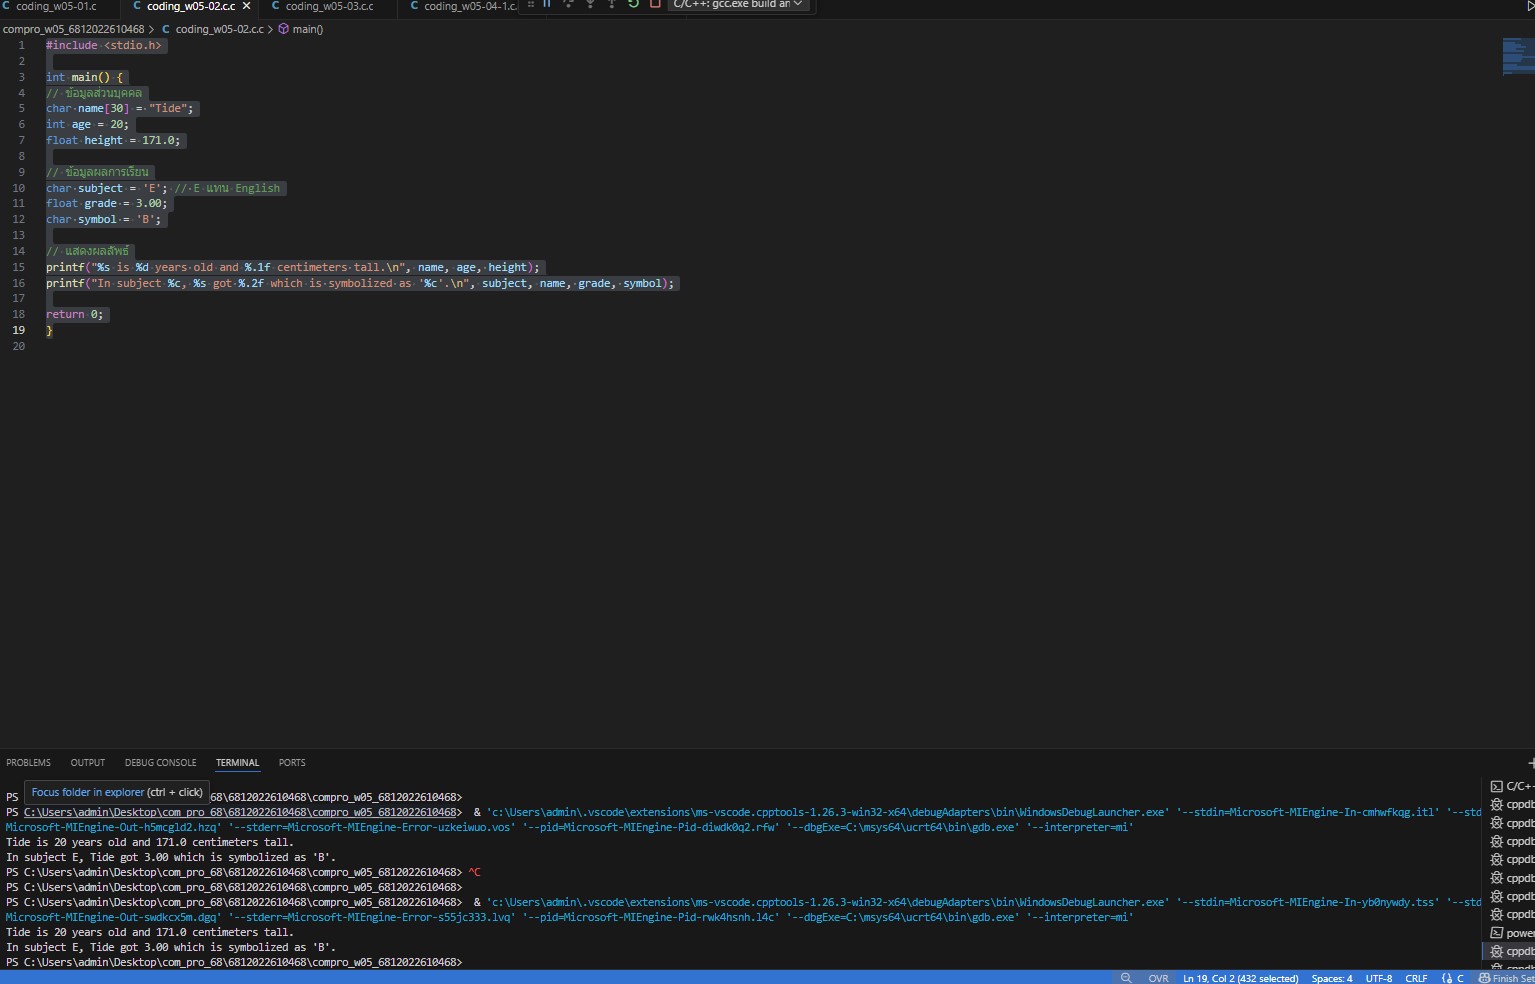 coding_w05-01.c coding_w05-02.c.c coding_w05-03.c.c coding_w05-04-1.c. C/C++: gcc.exe build
compro_w05_6812022610468 > C coding_w05-02.c.c > main()
1 #include <stdio.h>
2
3 int main() {
4 // ข้อมูลส่วนบุคคล
5 char name[30] = "Tide";
6 int age = 20;
7 float height = 171.0;
8
9 // ข้อมูลผลการเรียน
10 char subject = 'E'; // E แทน English
11 float grade = 3.00;
12 char symbol = 'B';
13
14 // แสดงผลลัพธ์
15 printf("%s is %d years old and %.1f centimeters tall.\n", name, age, height);
16 printf("In subject %c, %s got %.2f which is symbolized as '%c'.\n", subject, name, grade, symbol);
17
18 return 0;
19 }
20
PROBLEMS OUTPUT DEBUG CONSOLE TERMINAL PORTS
Focus folder in explorer (ctrl + click)
PS 68\6812022610468\compro_w05_6812022610468>
PS C:\Users\admin\Desktop\com_pro_68\6812022610468\compro_w05_6812022610468> & 'c:\Users\admin\.vscode\extensions\ms-vscode.cpptools-1.26.3-win32-x64\debugAdapters\bin\WindowsDebugLauncher.exe' '--stdin=Microsoft-MIEngine-In-cmhwfkqg.itl' '--std
Microsoft-MIEngine-Out-h5mcgld2.hzq' '--stderr=Microsoft-MIEngine-Error-uzkeiwuo.vos' '--pid=Microsoft-MIEngine-Pid-diwdk0q2.rfw' '--dbgExe=C:\msys64\ucrt64\bin\gdb.exe' '--interpreter=mi'
Tide is 20 years old and 171.0 centimeters tall.
In subject E, Tide got 3.00 which is symbolized as 'B'.
PS C:\Users\admin\Desktop\com_pro_68\6812022610468\compro_w05_6812022610468> ^C
PS C:\Users\admin\Desktop\com_pro_68\6812022610468\compro_w05_6812022610468>
PS C:\Users\admin\Desktop\com_pro_68\6812022610468\compro_w05_6812022610468> & 'c:\Users\admin\.vscode\extensions\ms-vscode.cpptools-1.26.3-win32-x64\debugAdapters\bin\WindowsDebugLauncher.exe' '--stdin=Microsoft-MIEngine-In-yb0nywdy.tss' '--std
Microsoft-MIEngine-Out-swdkcx5m.dgq' '--stderr=Microsoft-MIEngine-Error-s55jc333.lvq' '--pid=Microsoft-MIEngine-Pid-rwk4hsnh.l4c' '--dbgExe=C:\msys64\ucrt64\bin\gdb.exe' '--interpreter=mi'
Tide is 20 years old and 171.0 centimeters tall.
In subject E, Tide got 3.00 which is symbolized as 'B'.
PS C:\Users\admin\Desktop\com_pro_68\6812022610468\compro_w05_6812022610468>
C/C+
cppdb
cppdb
cppdb
cppdb
cppdb
cppdb
cppdb
power
cppdb
OVR Ln 19, Col 2 (432 selected) Spaces: 4 UTF-8 CRLF {} C Finish Set